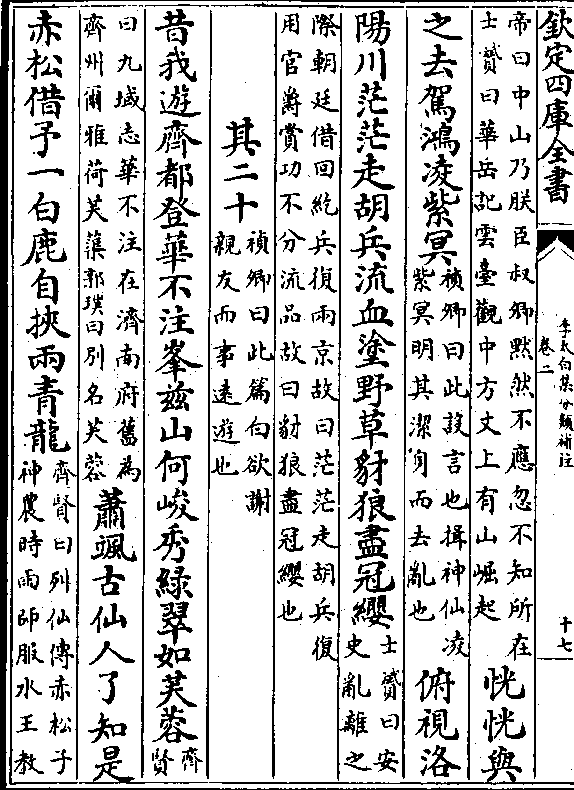 欽定四庫全書
李太白集分類補註
卷二
十七
帝曰中山乃朕臣叔卿黙然不應忽不知所在
士贇曰華岳記雲臺觀中方丈上有山崛起
恍恍與
之去駕鴻凌紫冥
禎卿曰此設言也揖神仙凌
紫冥明其潔身而去亂也
俯視洛
陽川茫茫走胡兵流血塗野草豺狼盡冠纓
士贇曰安
史亂離之
際朝廷借回紇兵復兩京故曰茫茫走胡兵復
用官爵賞功不分流品故曰豺狼盡冠纓也
其二十
禎卿曰此篇白欲謝
親友而事遠遊也
昔我遊齊都登華不注峯兹山何峻秀綠翠如芙蓉
齊
賢
曰九域志華不注在濟南府舊為
齊州爾雅荷芙蕖郭璞曰別名芙蓉
蕭颯古仙人了知是
赤松借予一白鹿自挾兩青龍
齊賢曰列仙傳赤松子
神農時雨師服水玉教